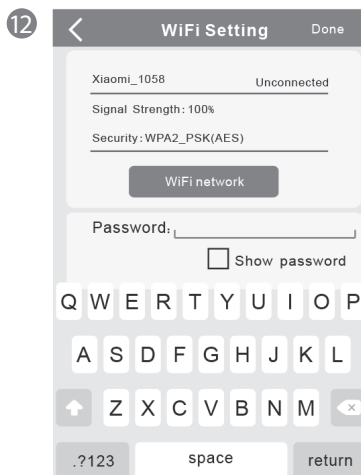 12
WiFi Setting Done
Xiaomi_1058 Unconnected
Signal Strength: 100%
Security: WPA2_PSK(AES)
WiFi network
Password:
Show password
Q W E R T Y U I O P
A S D F G H J K L
Z X C V B N M
.?123 space return